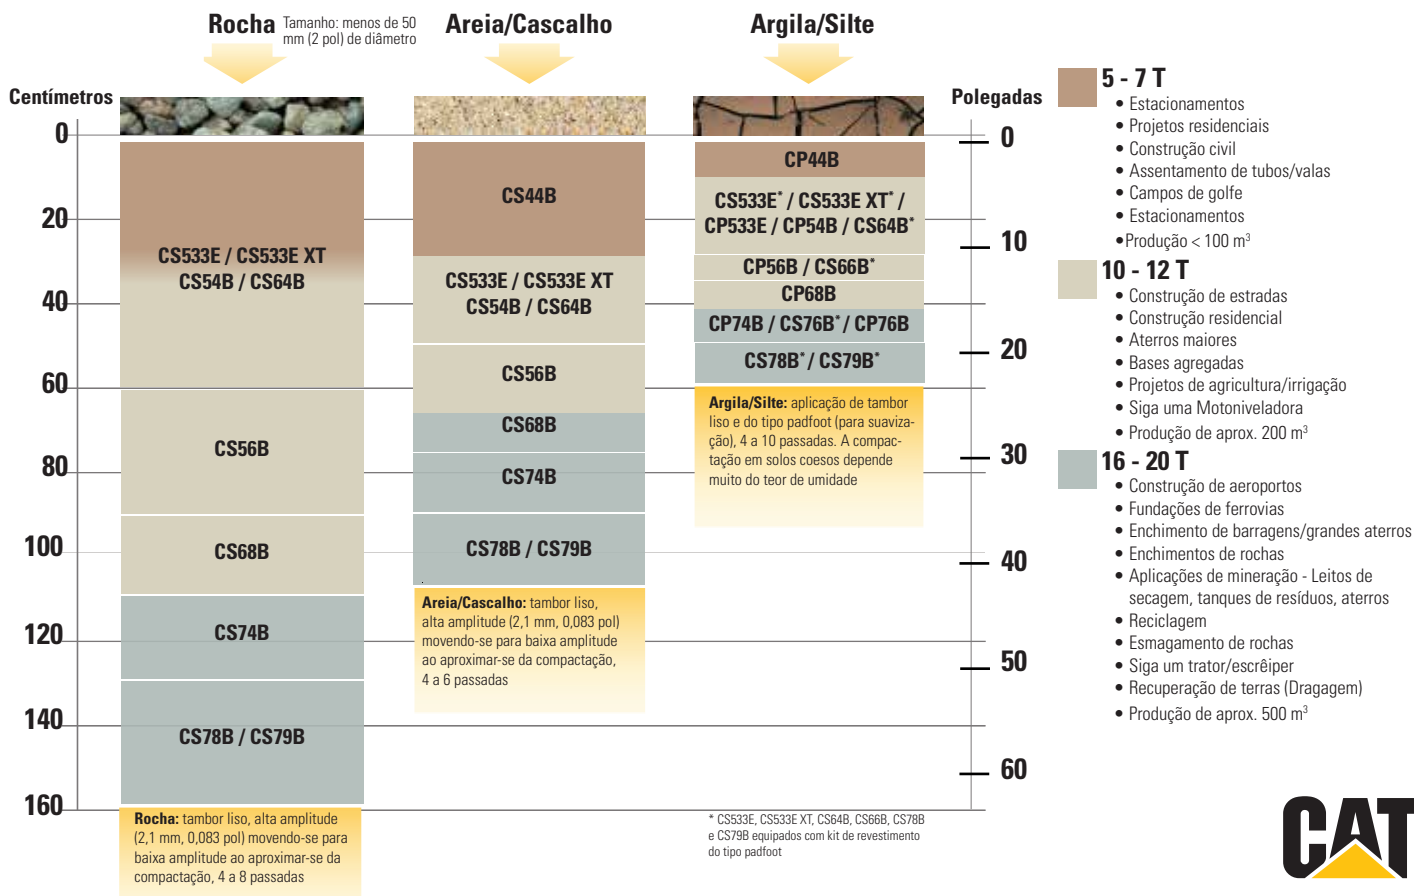 Rocha
Tamanho: menos de 50
mm (2 pol) de diâmetro
Areia/Cascalho
Argila/Silte
Centímetros
Polegadas
0
20
40
60
80
100
120
140
160
CS533E / CS533E XT
CS54B / CS64B
CS56B
CS68B
CS74B
CS78B / CS79B
Rocha: tambor liso, alta amplitude
(2,1 mm, 0,083 pol) movendo-se para
baixa amplitude ao aproximar-se da
compactação, 4 a 8 passadas
CS44B
CS533E / CS533E XT
CS54B / CS64B
CS56B
CS68B
CS74B
CS78B / CS79B
Areia/Cascalho: tambor liso,
alta amplitude (2,1 mm, 0,083 pol)
movendo-se para baixa amplitude
ao aproximar-se da compactação,
4 a 6 passadas
CP44B
CS533E* / CS533E XT* /
CP533E / CP54B / CS64B*
CP56B / CS66B*
CP68B
CP74B / CS76B* / CP76B
CS78B* / CS79B*
Argila/Silte: aplicação de tambor
liso e do tipo padfoot (para suaviza-
ção), 4 a 10 passadas. A compac-
tação em solos coesos depende
muito do teor de umidade
* CS533E, CS533E XT, CS64B, CS66B, CS78B
e CS79B equipados com kit de revestimento
do tipo padfoot
0
10
20
30
40
50
60
5 - 7 T
• Estacionamentos
• Projetos residenciais
• Construção civil
• Assentamento de tubos/valas
• Campos de golfe
• Estacionamentos
•Produção < 100 m³
10 - 12 T
• Construção de estradas
• Construção residencial
• Aterros maiores
• Bases agregadas
• Projetos de agricultura/irrigação
• Siga uma Motoniveladora
• Produção de aprox. 200 m³
16 - 20 T
• Construção de aeroportos
• Fundações de ferrovias
• Enchimento de barragens/grandes aterros
• Enchimentos de rochas
• Aplicações de mineração - Leitos de
secagem, tanques de resíduos, aterros
• Reciclagem
• Esmagamento de rochas
• Siga um trator/escrêiper
• Recuperação de terras (Dragagem)
• Produção de aprox. 500 m³
CAT